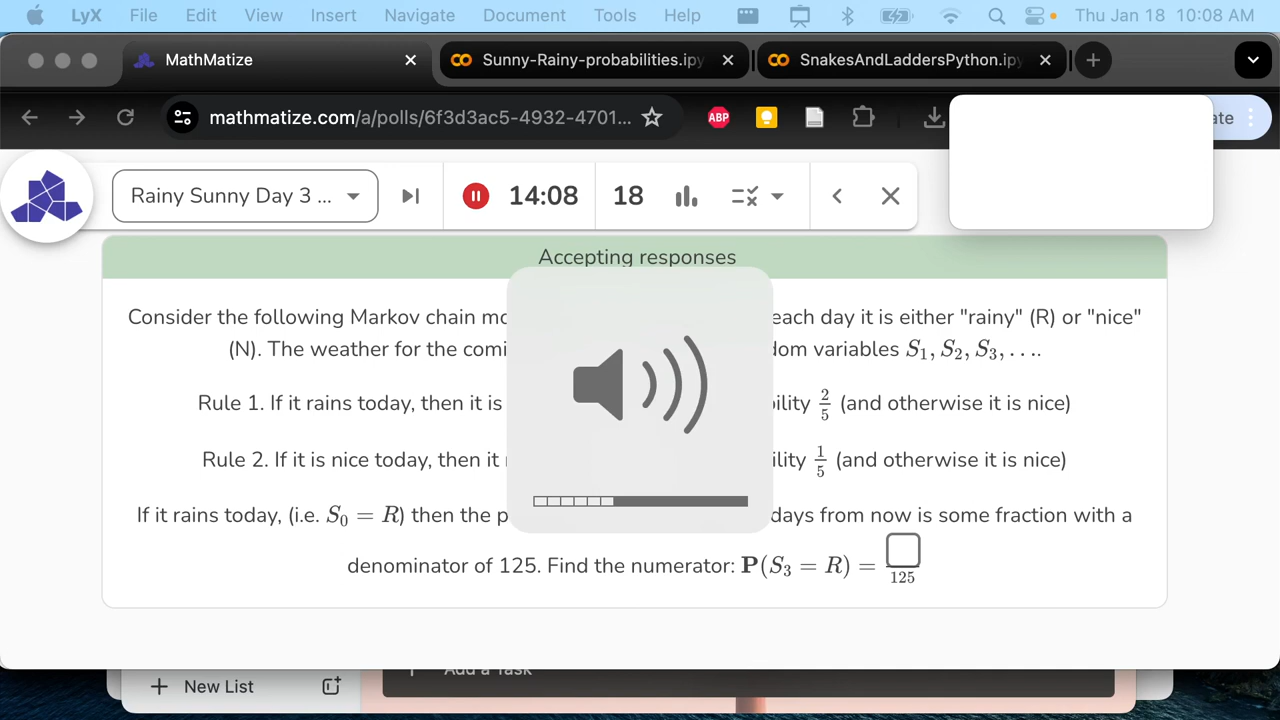 LyX File Edit View Insert Navigate Document Tools Help Thu Jan 18 10:08 AM
MathMatize Sunny-Rainy-probabilities.ipy SnakesAndLaddersPython.ipy
mathmatize.com/a/polls/6f3d3ac5-4932-4701... ABP ate
Rainy Sunny Day 3 ... 14:08 18
Accepting responses
Consider the following Markov chain each day it is either "rainy" (R) or "nice"
(N). The weather for the variables S₁, S₂, S₃, . . ..
Rule 1. If it rains today, then it is 2/5 (and otherwise it is nice)
Rule 2. If it is nice today, then it 1/5 (and otherwise it is nice)
If it rains today, (i.e. S₀ = R) then the days from now is some fraction with a
denominator of 125. Find the numerator: P(S₃ = R) = □/125
Add a Task
New List